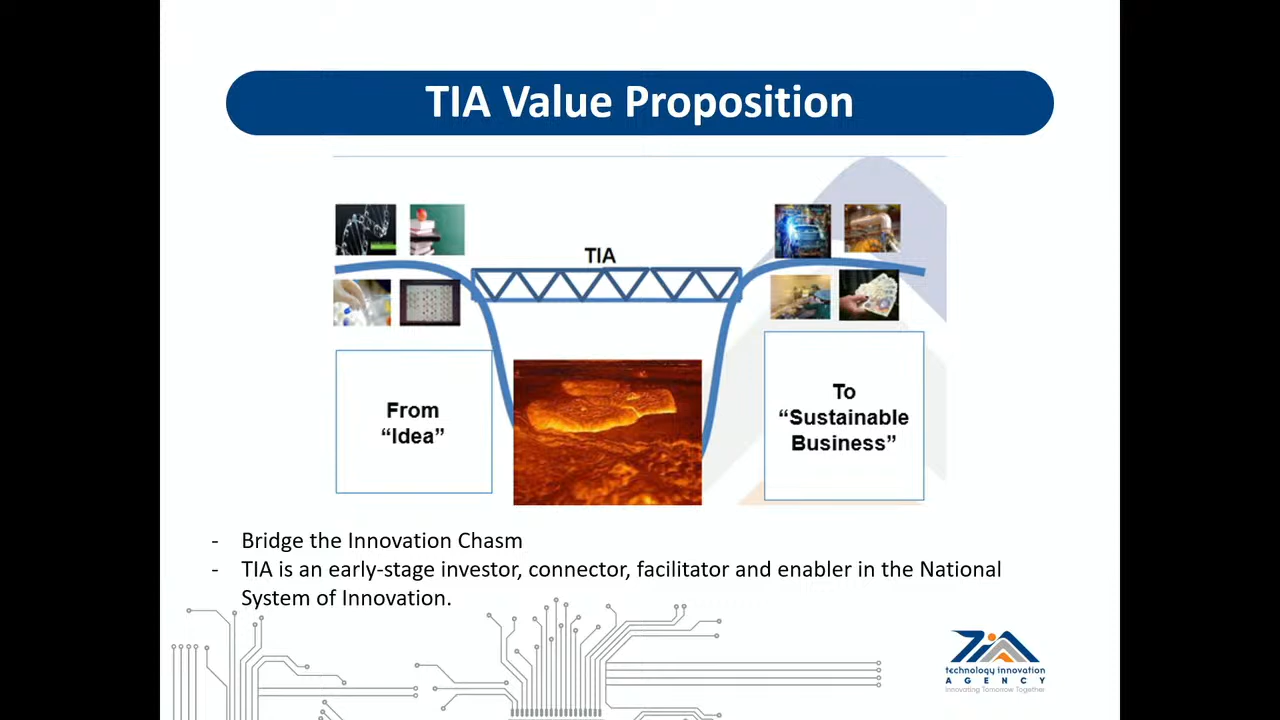 TIA Value Proposition
TIA
From
“Idea”
To
“Sustainable
Business”
- Bridge the Innovation Chasm
- TIA is an early-stage investor, connector, facilitator and enabler in the National
System of Innovation.
TIA
technology innovation
AGENCY
Innovating Tomorrow Together